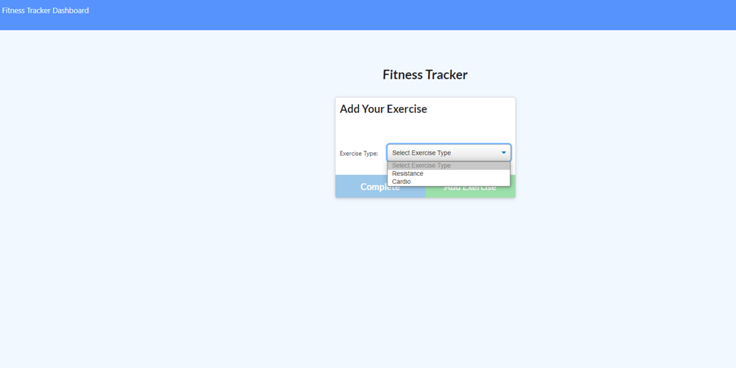 Fitness Tracker Dashboard
Fitness Tracker
Add Your Exercise
Exercise Type: Select Exercise Type
Select Exercise Type
Resistance
Cardio
Complete Add Exercise